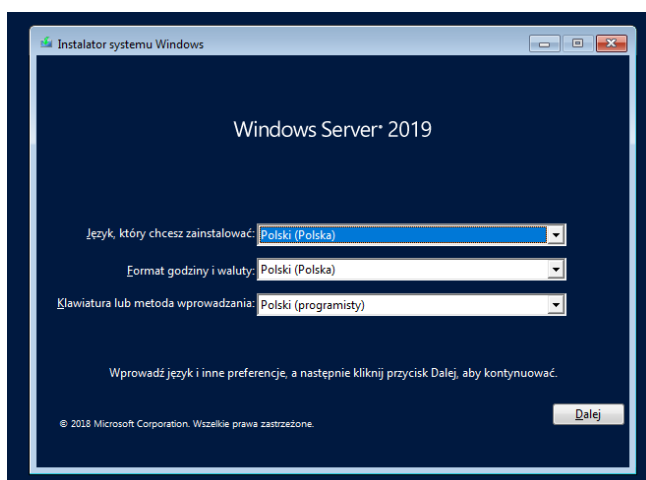 Instalator systemu Windows
Windows Server 2019
Język, który chcesz zainstalować: Polski (Polska)
Format godziny i waluty: Polski (Polska)
Klawiatura lub metoda wprowadzania: Polski (programisty)
Wprowadź język i inne preferencje, a następnie kliknij przycisk Dalej, aby kontynuować.
Dalej
© 2018 Microsoft Corporation. Wszelkie prawa zastrzeżone.